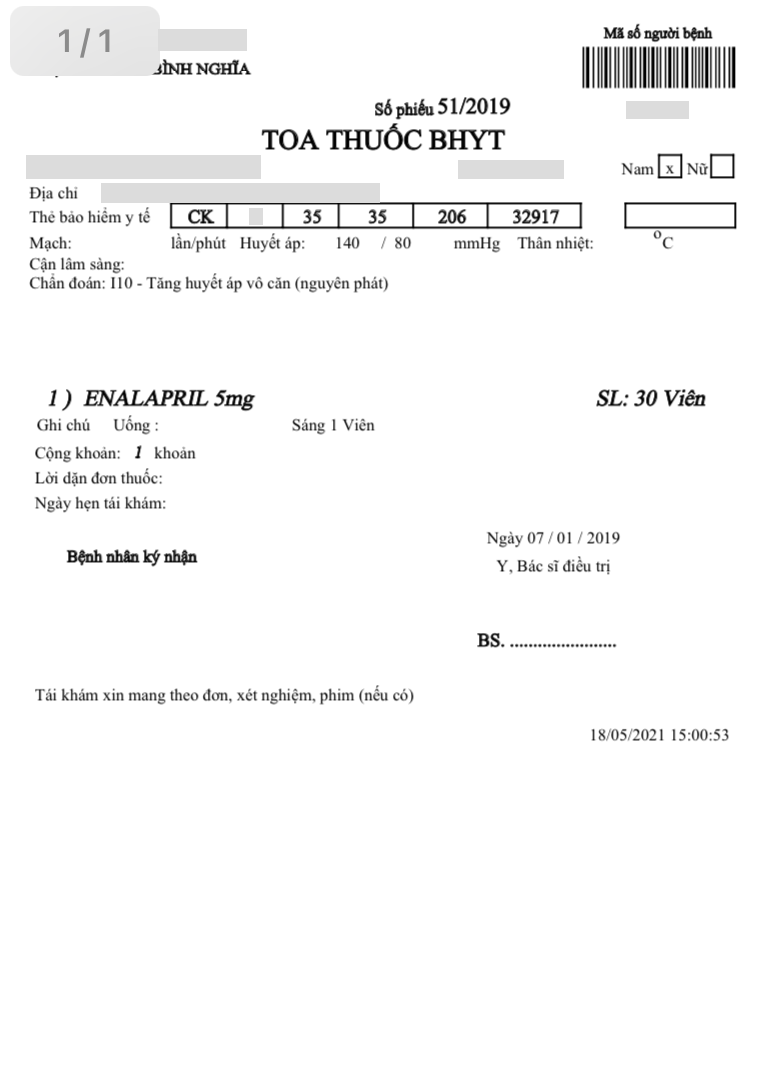 1/1
BÌNH NGHĨA
Mã số người bệnh
Số phiếu 51/2019
TOA THUỐC BHYT
Nam x Nữ
Địa chỉ
Thẻ bảo hiểm y tế CK 35 35 206 32917
Mạch: lần/phút Huyết áp: 140 / 80 mmHg Thân nhiệt: °C
Cận lâm sàng:
Chẩn đoán: I10 - Tăng huyết áp vô căn (nguyên phát)
1 ) ENALAPRIL 5mg SL: 30 Viên
Ghi chú Uống : Sáng 1 Viên
Cộng khoản: 1 khoản
Lời dặn đơn thuốc:
Ngày hẹn tái khám:
Ngày 07 / 01 / 2019
Bệnh nhân ký nhận
Y, Bác sĩ điều trị
BS. .......................
Tái khám xin mang theo đơn, xét nghiệm, phim (nếu có)
18/05/2021 15:00:53